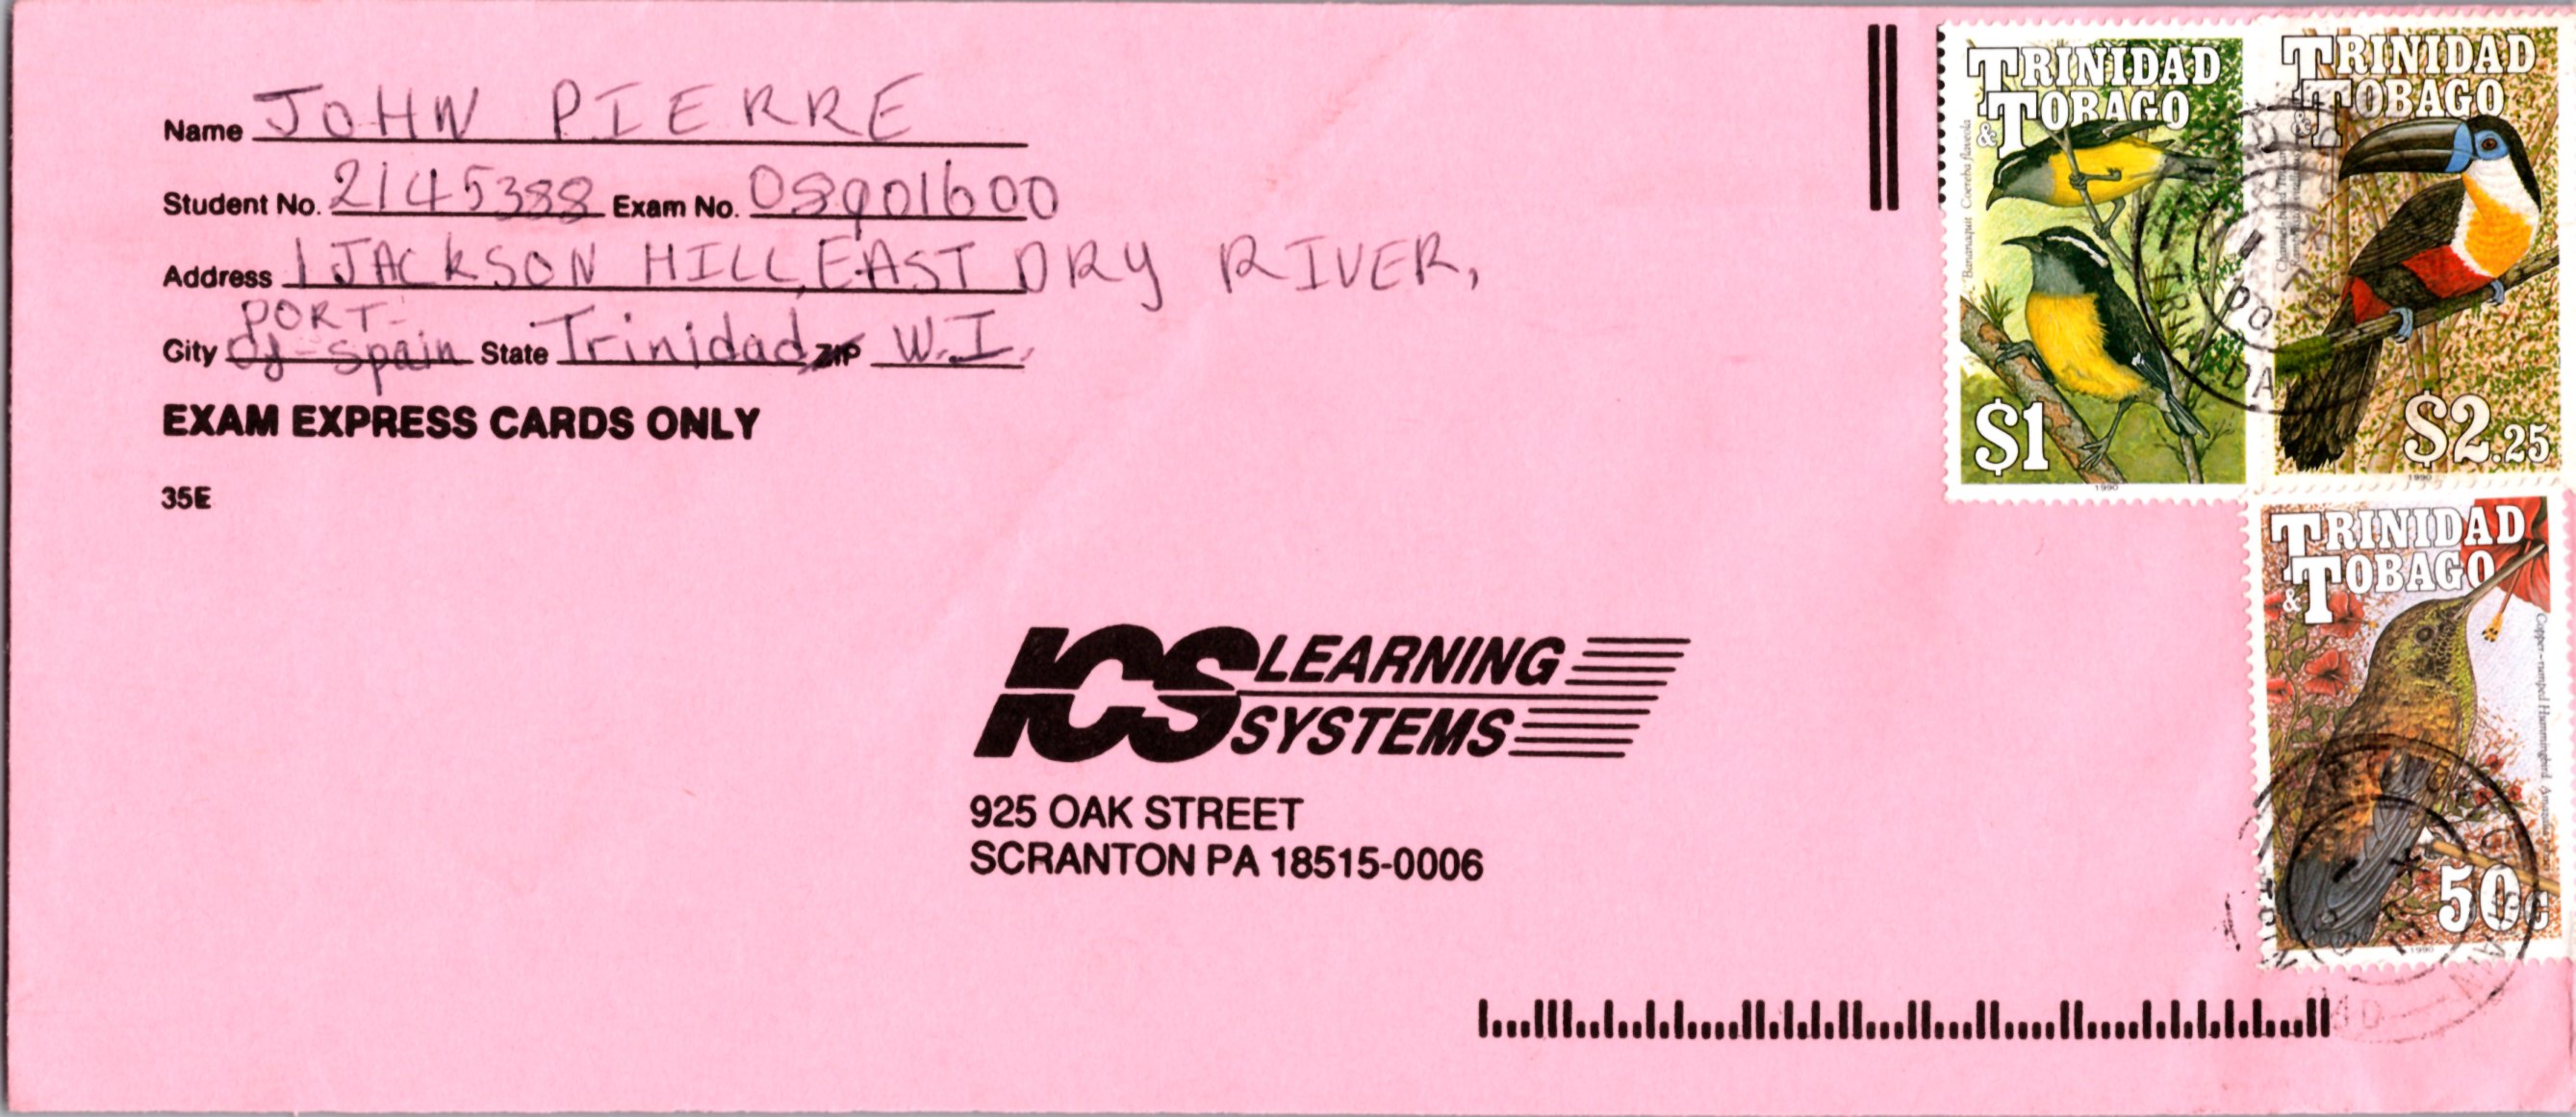 Name JOHN PIERRE
Student No. 2145388 Exam No. 08901600
Address 1 JACKSON HILL, EAST DRY RIVER,
PORT-
City of-Spain State Trinidad, ZIP W.I.
EXAM EXPRESS CARDS ONLY
35E
ICS LEARNING
SYSTEMS
925 OAK STREET
SCRANTON PA 18515-0006
TRINIDAD
& TOBAGO
Bananaquit Coereba flaveola
$1
1990
TRINIDAD
& TOBAGO
$2.25
1990
TRINIDAD
& TOBAGO
Copper-rumped Hummingbird
50c
1990